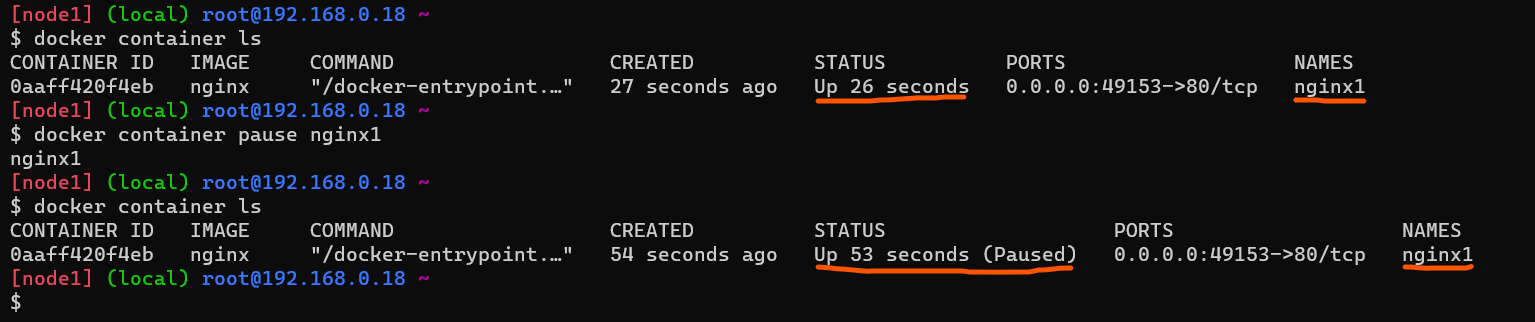 [node1] (local) root@192.168.0.18 ~
$ docker container ls
CONTAINER ID   IMAGE     COMMAND                  CREATED          STATUS          PORTS                   NAMES
0aaff420f4eb   nginx     "/docker-entrypoint.…"   27 seconds ago   Up 26 seconds   0.0.0.0:49153->80/tcp   nginx1
[node1] (local) root@192.168.0.18 ~
$ docker container pause nginx1
nginx1
[node1] (local) root@192.168.0.18 ~
$ docker container ls
CONTAINER ID   IMAGE     COMMAND                  CREATED          STATUS                   PORTS                   NAMES
0aaff420f4eb   nginx     "/docker-entrypoint.…"   54 seconds ago   Up 53 seconds (Paused)   0.0.0.0:49153->80/tcp   nginx1
[node1] (local) root@192.168.0.18 ~
$